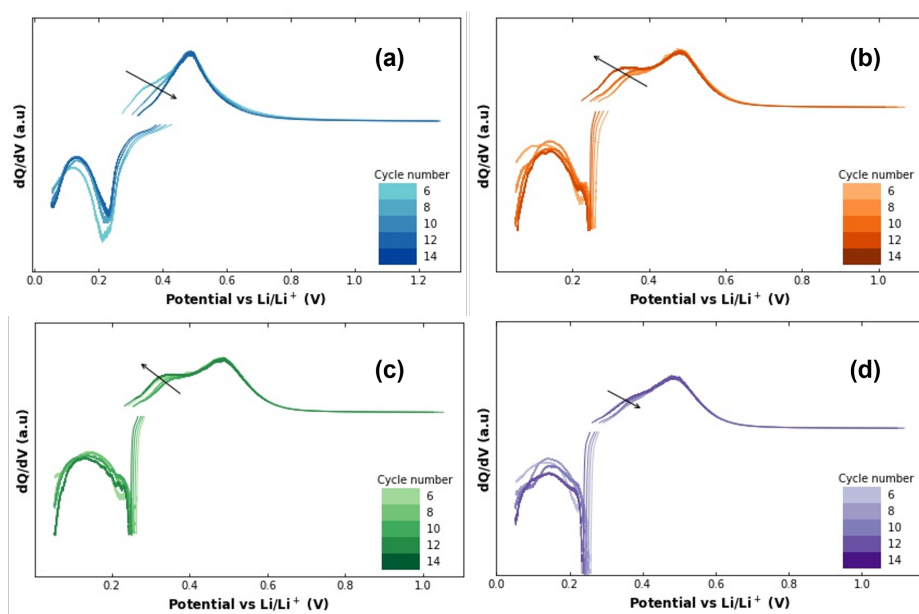 (a)
dQ/dV (a.u)
Cycle number
6
8
10
12
14
0.0 0.2 0.4 0.6 0.8 1.0 1.2
Potential vs Li/Li⁺ (V)
(b)
dQ/dV (a.u)
Cycle number
6
8
10
12
14
0.2 0.4 0.6 0.8 1.0
Potential vs Li/Li⁺ (V)
(c)
dQ/dV (a.u)
Cycle number
6
8
10
12
14
0.2 0.4 0.6 0.8 1.0
Potential vs Li/Li⁺ (V)
(d)
dQ/dV (a.u)
Cycle number
6
8
10
12
14
0.0 0.2 0.4 0.6 0.8 1.0
Potential vs Li/Li⁺ (V)